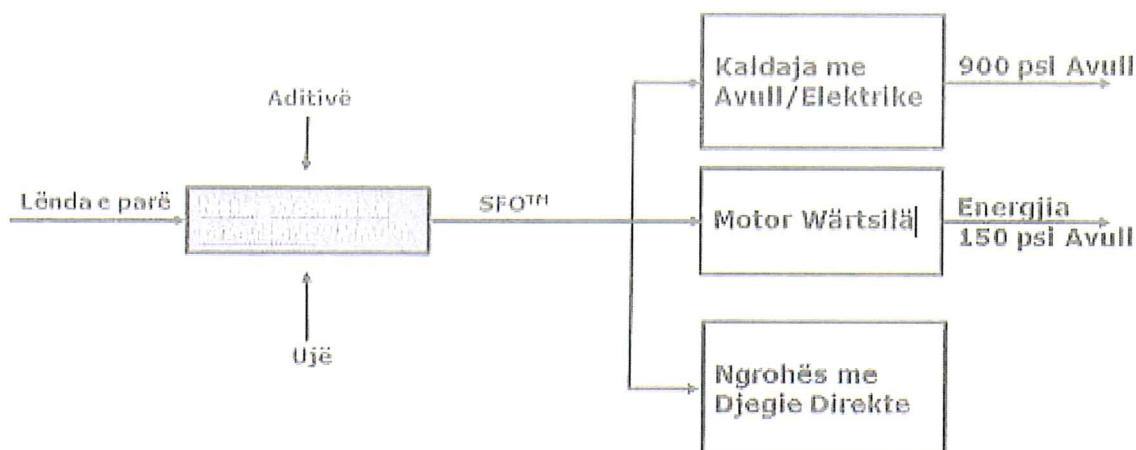 Aditivë
Lënda e parë
Ujë
SFO™
Kaldaja me
Avull/Elektrike
900 psi Avull
Motor Wärtsilä
Energjia
150 psi Avull
Ngrohës me
Djegie Direkte